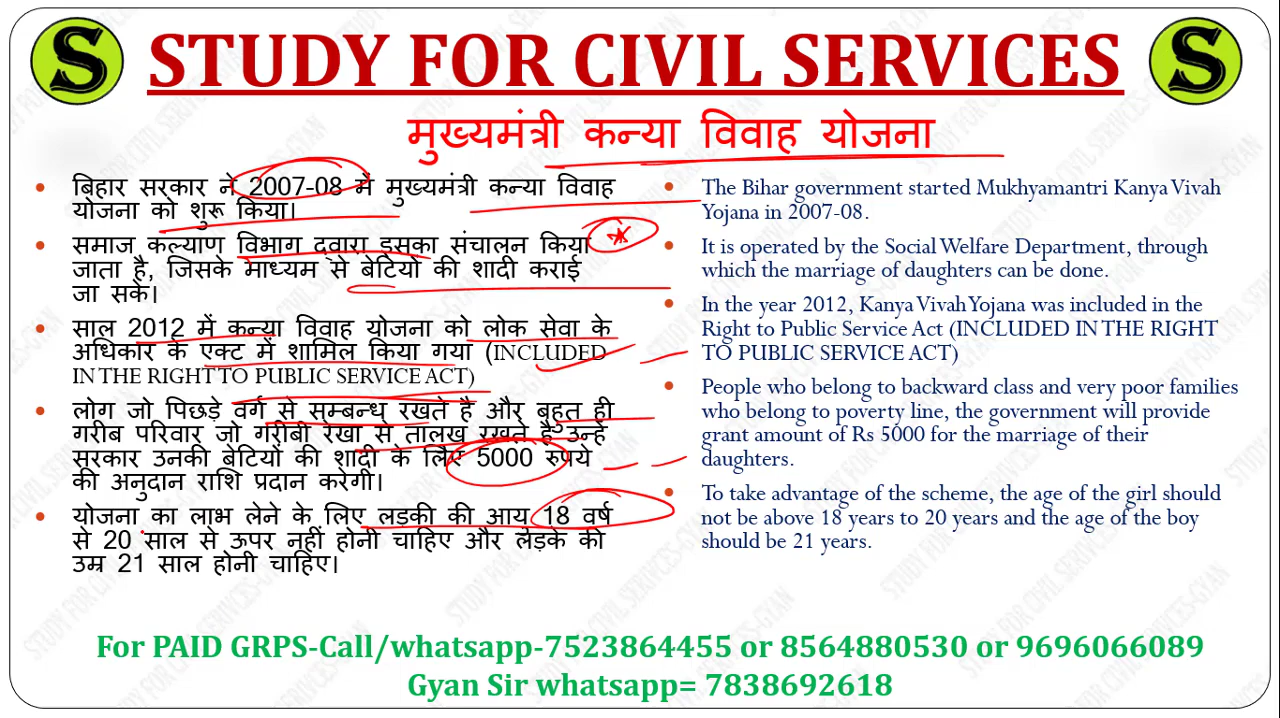 S STUDY FOR CIVIL SERVICES S
मुख्यमंत्री कन्या विवाह योजना
• बिहार सरकार ने 2007-08 में मुख्यमंत्री कन्या विवाह
योजना को शुरू किया।
• समाज कल्याण विभाग द्वारा इसका संचालन किया
जाता है, जिसके माध्यम से बेटियों की शादी कराई
जा सके।
• साल 2012 में कन्या विवाह योजना को लोक सेवा के
अधिकार के एक्ट में शामिल किया गया (INCLUDED
IN THE RIGHT TO PUBLIC SERVICE ACT)
• लोग जो पिछड़े वर्ग से सम्बन्ध रखते है और बहुत ही
गरीब परिवार जो गरीबी रेखा से तालुख रखते है उन्हें
सरकार उनकी बेटियों की शादी के लिए 5000 रुपये
की अनुदान राशि प्रदान करेगी।
• योजना का लाभ लेने के लिए लड़की की आयु 18 वर्ष
से 20 साल से ऊपर नहीं होनी चाहिए और लड़के की
उम्र 21 साल होनी चाहिए।
• The Bihar government started Mukhyamantri Kanya Vivah
Yojana in 2007-08.
• It is operated by the Social Welfare Department, through
which the marriage of daughters can be done.
• In the year 2012, Kanya Vivah Yojana was included in the
Right to Public Service Act (INCLUDED IN THE RIGHT
TO PUBLIC SERVICE ACT)
• People who belong to backward class and very poor families
who belong to poverty line, the government will provide
grant amount of Rs 5000 for the marriage of their
daughters.
• To take advantage of the scheme, the age of the girl should
not be above 18 years to 20 years and the age of the boy
should be 21 years.
For PAID GRPS-Call/whatsapp-7523864455 or 8564880530 or 9696066089
Gyan Sir whatsapp= 7838692618